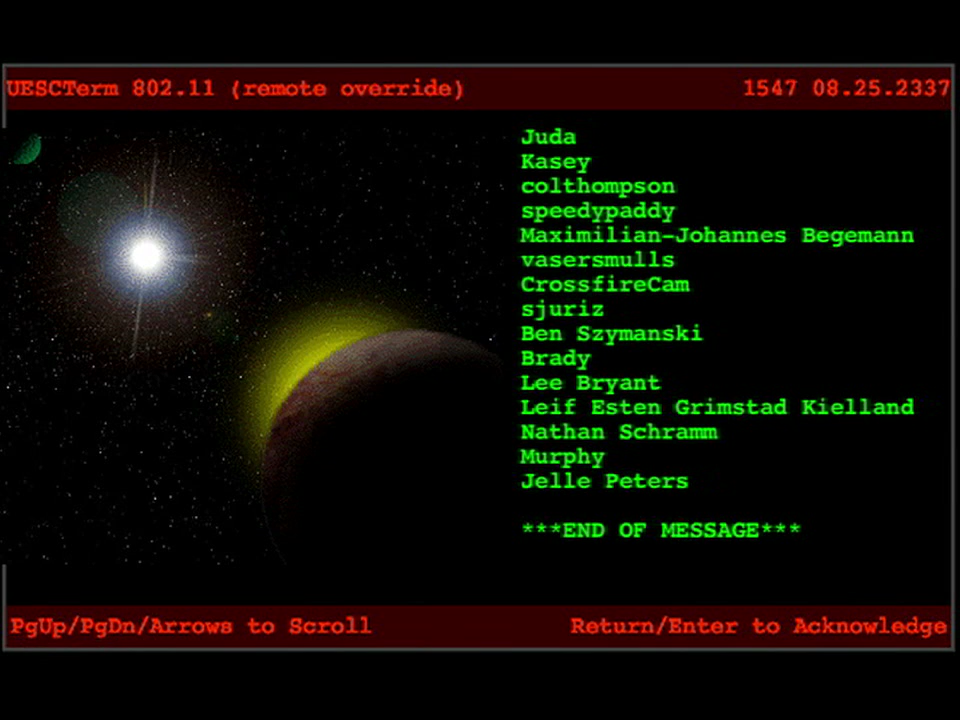 UESCTerm 802.11 (remote override)
1547 08.25.2337
Juda
Kasey
colthompson
speedypaddy
Maximilian-Johannes Begemann
vasersmulls
CrossfireCam
sjuriz
Ben Szymanski
Brady
Lee Bryant
Leif Esten Grimstad Kielland
Nathan Schramm
Murphy
Jelle Peters
***END OF MESSAGE***
PgUp/PgDn/Arrows to Scroll
Return/Enter to Acknowledge